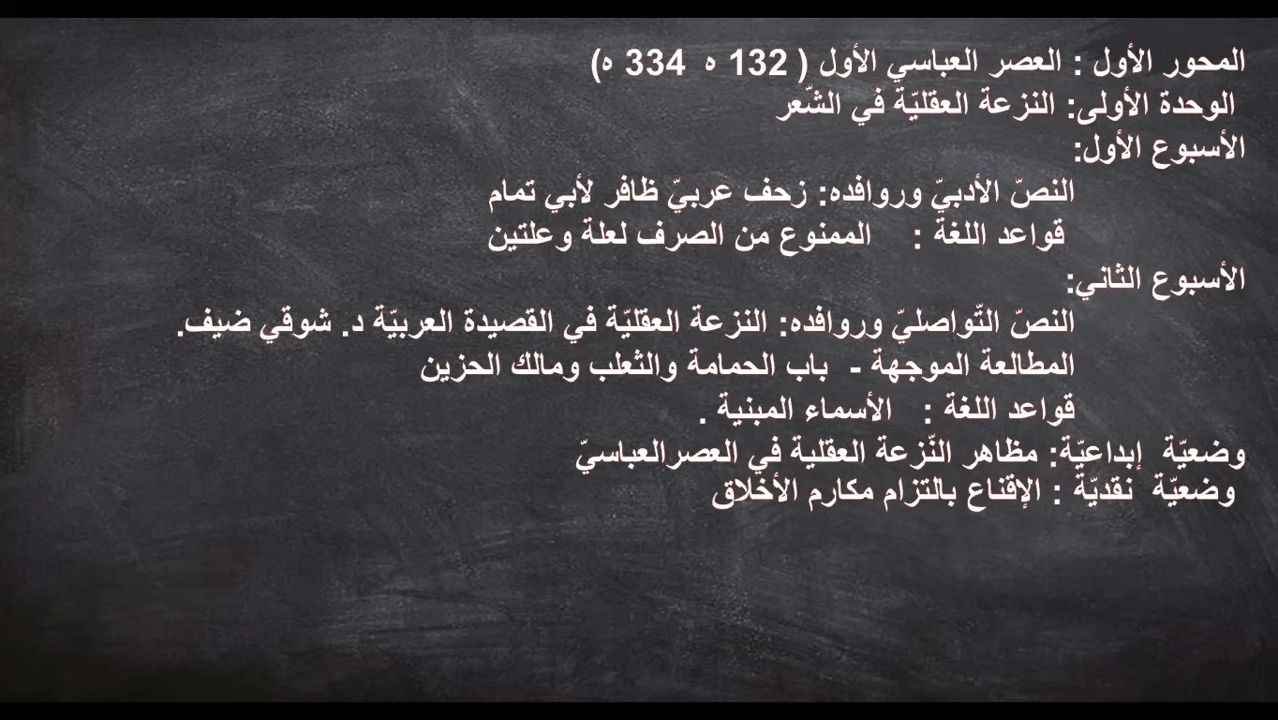 المحور الأول : العصر العباسي الأول ( 132 ه 334 ه)
الوحدة الأولى: النزعة العقليّة في الشّعر
الأسبوع الأول:
النصّ الأدبيّ وروافده: زحف عربيّ ظافر لأبي تمام
قواعد اللغة : الممنوع من الصرف لعلة وعلتين
الأسبوع الثّاني:
النصّ التّواصليّ وروافده: النزعة العقليّة في القصيدة العربيّة د. شوقي ضيف.
المطالعة الموجهة - باب الحمامة والثعلب ومالك الحزين
قواعد اللغة : الأسماء المبنية .
وضعيّة إبداعيّة: مظاهر النّزعة العقلية في العصرالعباسيّ
وضعيّة نقديّة : الإقناع بالتزام مكارم الأخلاق